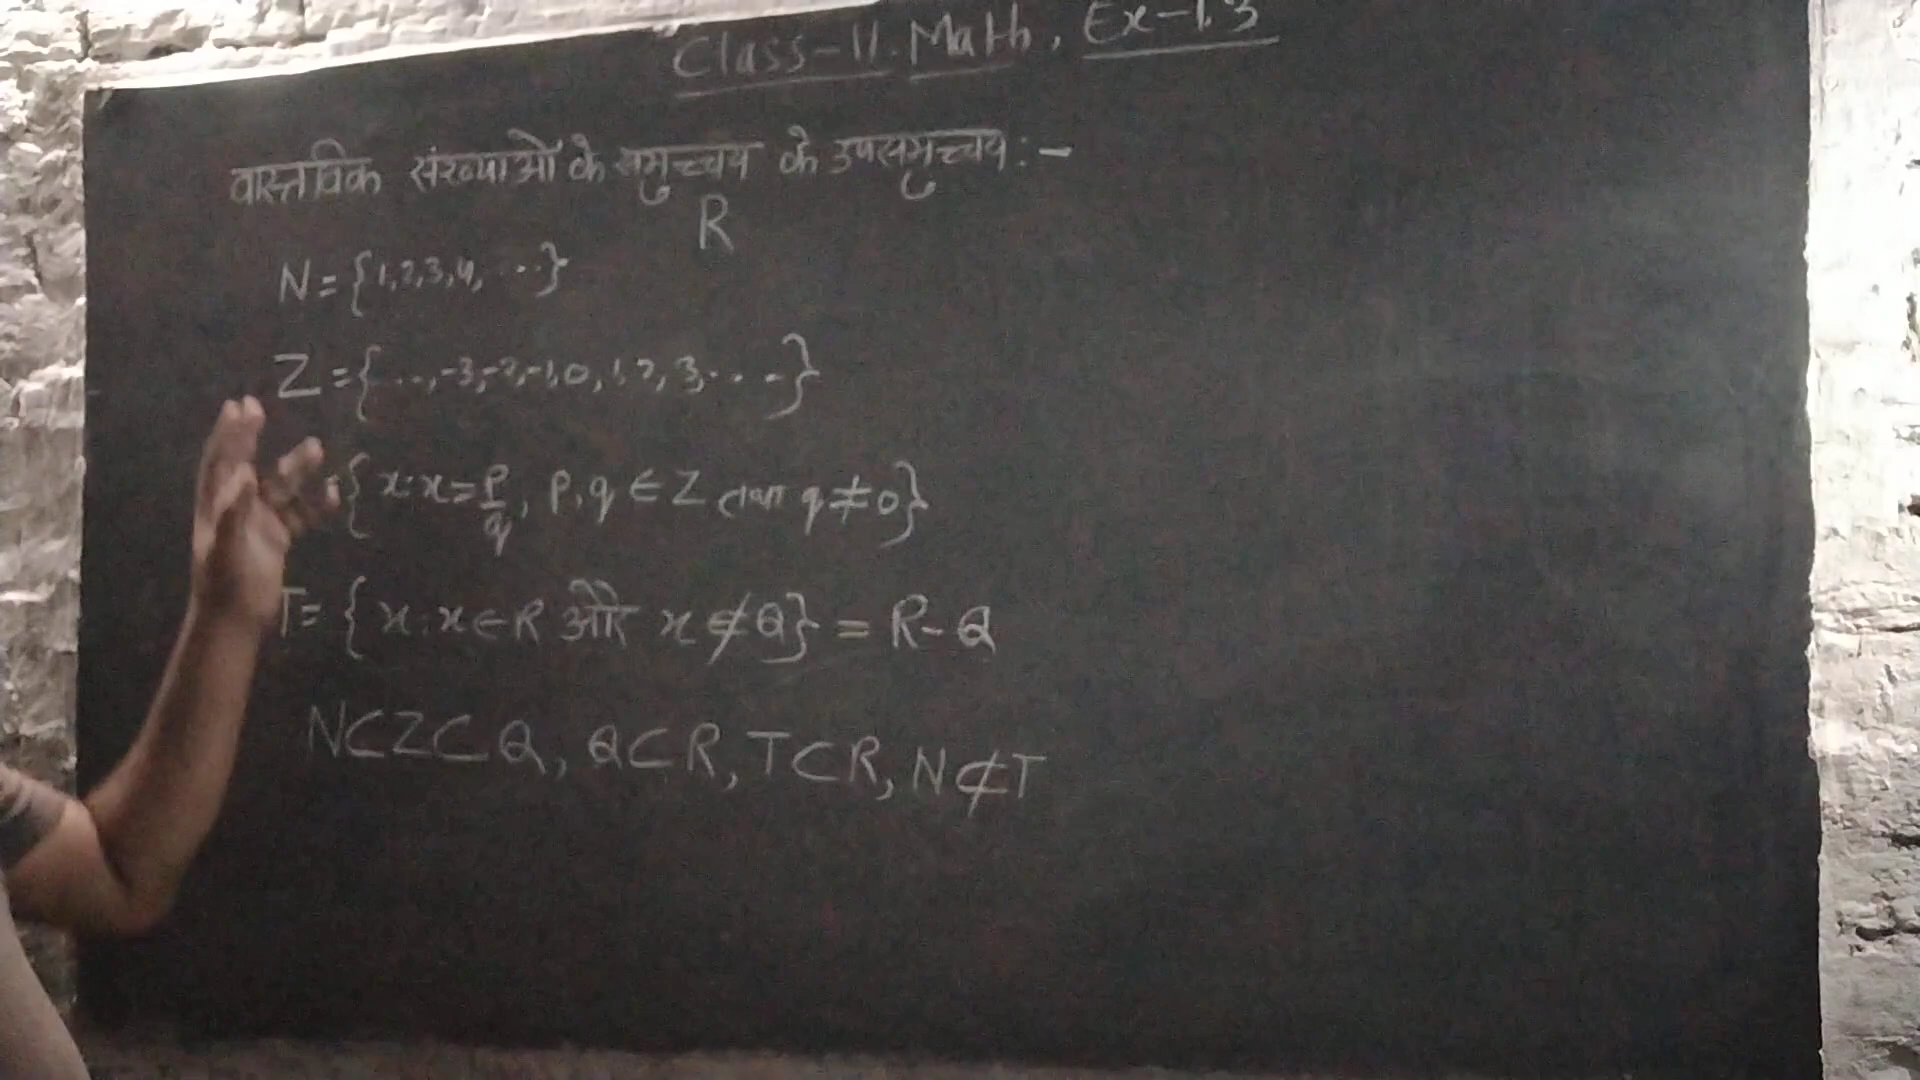 Class-11. Math, Ex-1.3
वास्तविक संख्याओं के समुच्चय के उपसमुच्चय:-
R
N={1,2,3,4, ...}
Z={...,-3,-2,-1,0,1,2,3,....}
{x:x=p/q, p,q∈Z तथा q≠0}
T={x:x∈R और x∉Q}=R-Q
N⊂Z⊂Q, Q⊂R, T⊂R, N⊄T